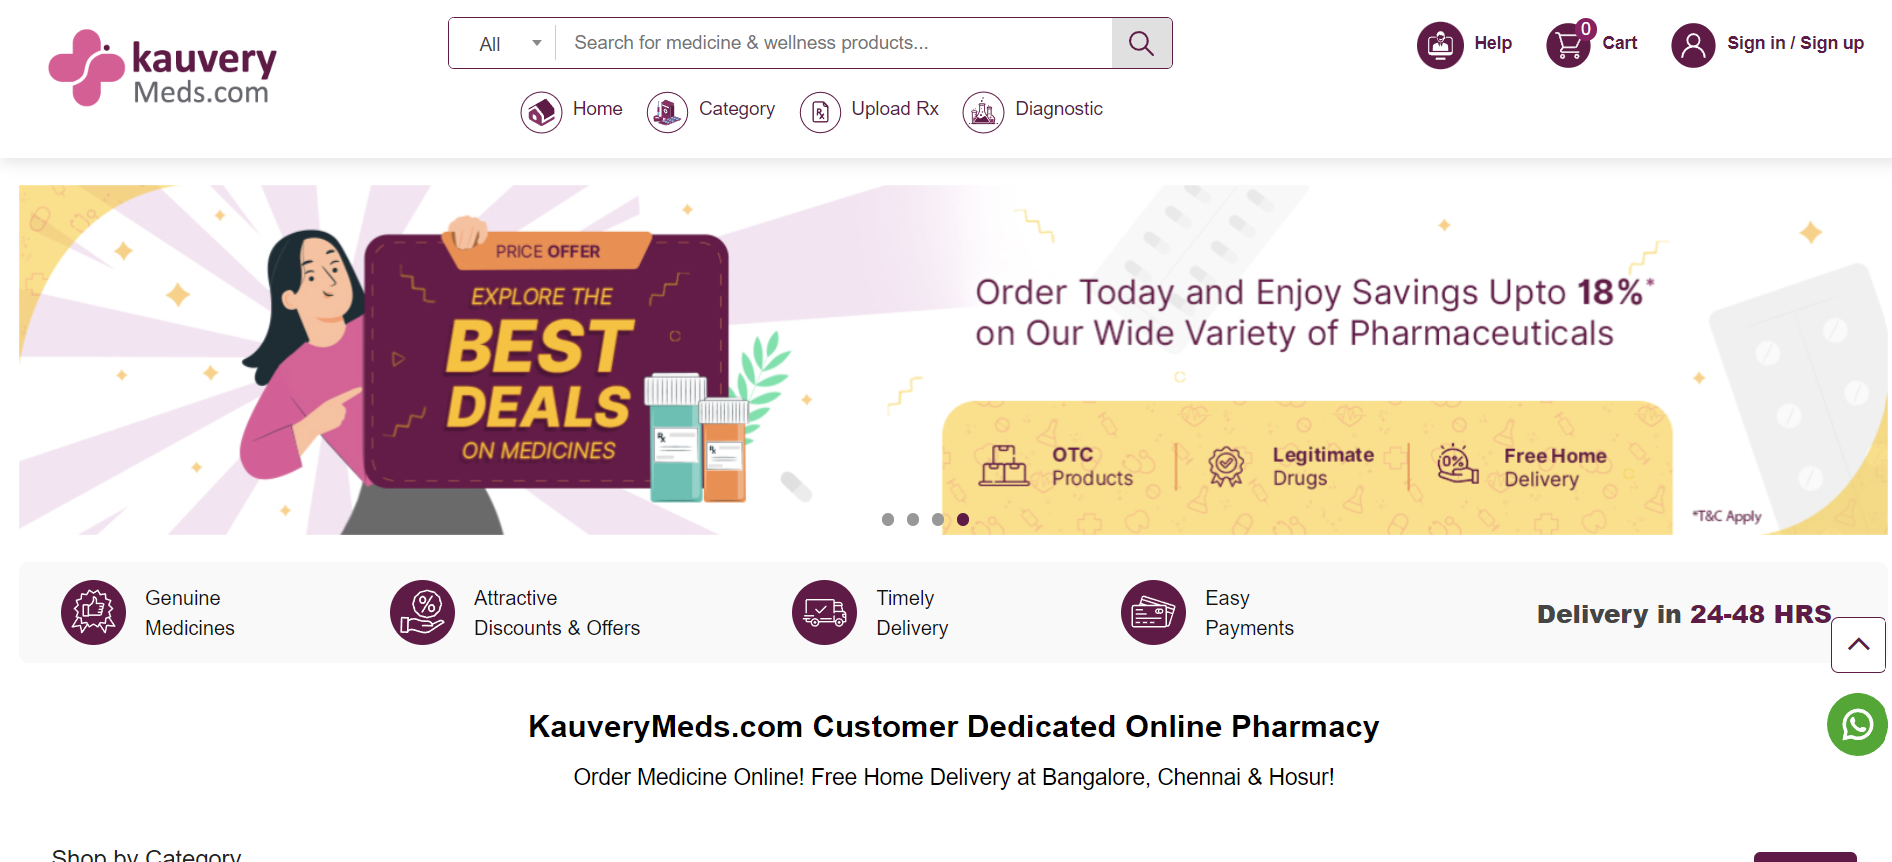 kauvery
Meds.com
All
Search for medicine & wellness products...
Help
0
Cart
Sign in / Sign up
Home
Category
Upload Rx
Diagnostic
PRICE OFFER
EXPLORE THE
BEST
DEALS
ON MEDICINES
Order Today and Enjoy Savings Upto 18%*
on Our Wide Variety of Pharmaceuticals
OTC
Products
Legitimate
Drugs
0%
Free Home
Delivery
*T&C Apply
Genuine
Medicines
%
Attractive
Discounts & Offers
Timely
Delivery
Easy
Payments
Delivery in 24-48 HRS
KauveryMeds.com Customer Dedicated Online Pharmacy
Order Medicine Online! Free Home Delivery at Bangalore, Chennai & Hosur!
Shop by Category